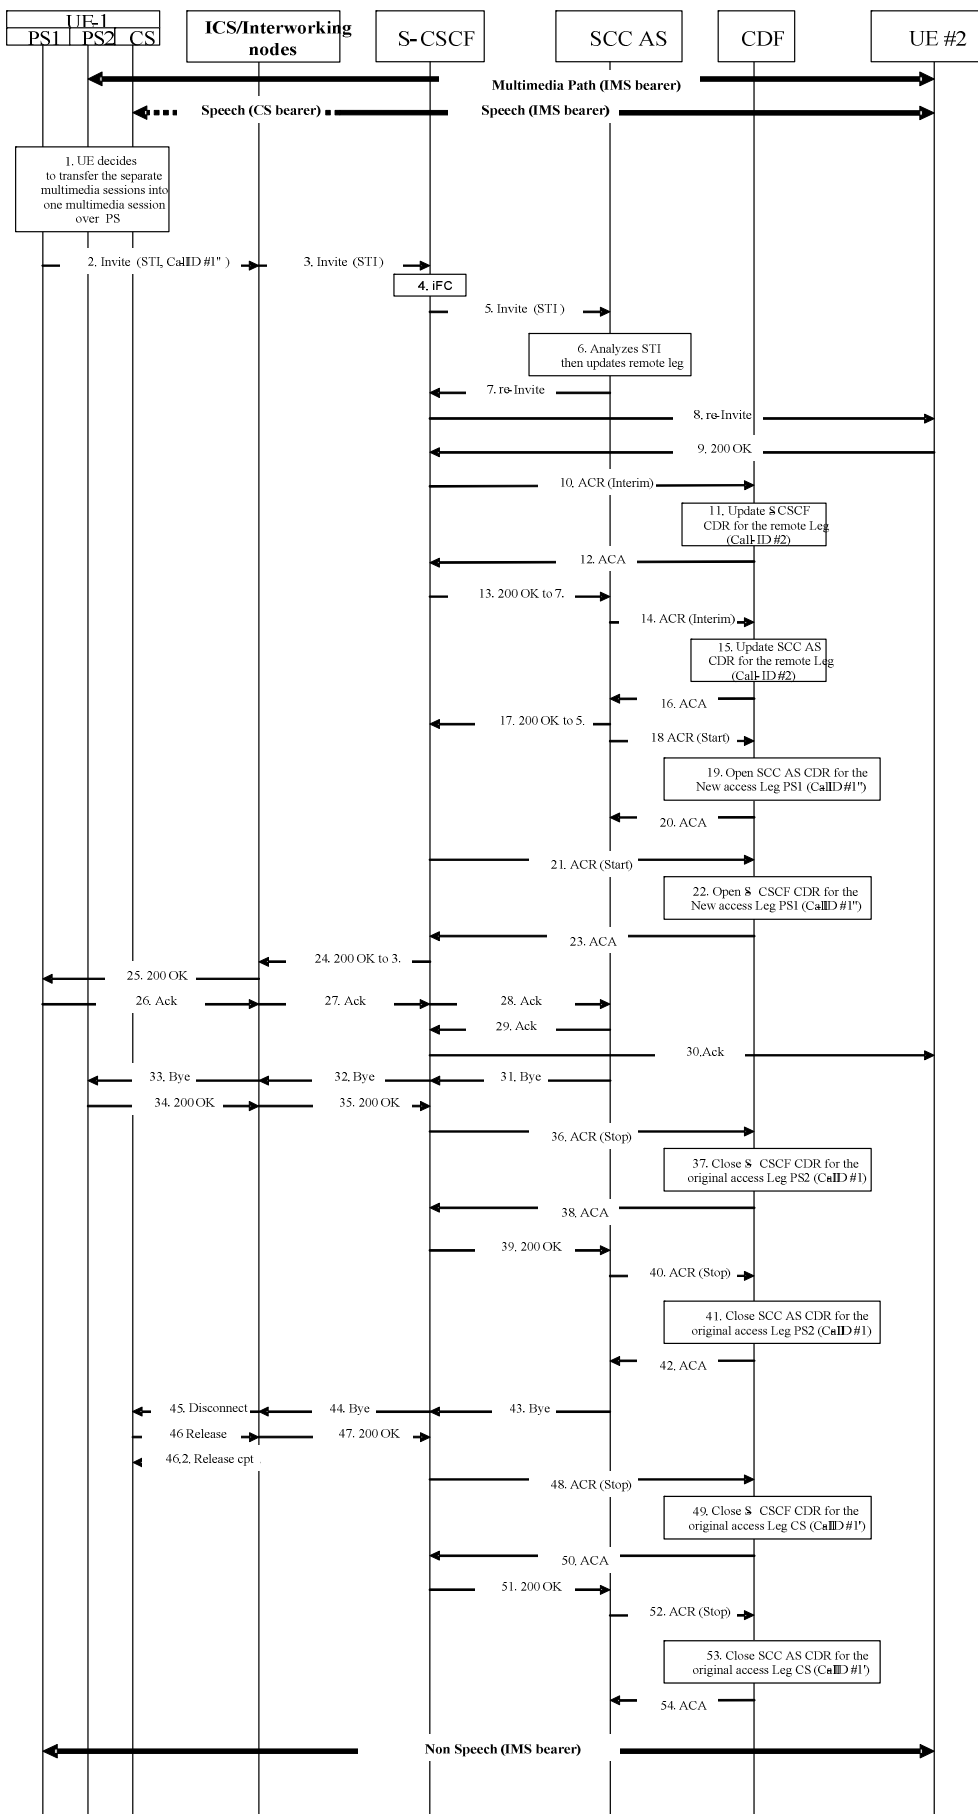 UE-1
PS1 PS2 CS
ICS/Interworking
nodes
S-CSCF
SCC AS
CDF
UE #2
Multimedia Path (IMS bearer)
Speech (CS bearer)
Speech (IMS bearer)
1. UE decides
to transfer the separate
multimedia sessions into
one multimedia session
over PS
2. Invite (STI, Call-ID #1'')
3. Invite (STI)
4. iFC
5. Invite (STI)
6. Analyzes STI
then updates remote leg
7. re-Invite
8. re-Invite
9. 200 OK
10. ACR (Interim)
11. Update S-CSCF
CDR for the remote Leg
(Call-ID #2)
12. ACA
13. 200 OK to 7.
14. ACR (Interim)
15. Update SCC AS
CDR for the remote Leg
(Call-ID #2)
16. ACA
17. 200 OK to 5.
18 ACR (Start)
19. Open SCC AS CDR for the
New access Leg PS1 (Call-ID #1'')
20. ACA
21. ACR (Start)
22. Open S-CSCF CDR for the
New access Leg PS1 (Call-ID #1'')
23. ACA
24. 200 OK to 3.
25. 200 OK
26. Ack
27. Ack
28. Ack
29. Ack
30.Ack
33. Bye
32. Bye
31. Bye
34. 200 OK
35. 200 OK
36. ACR (Stop)
37. Close S-CSCF CDR for the
original access Leg PS2 (Call-ID #1)
38. ACA
39. 200 OK
40. ACR (Stop)
41. Close SCC AS CDR for the
original access Leg PS2 (Call-ID #1)
42. ACA
45. Disconnect
44. Bye
43. Bye
46 Release
47. 200 OK
46.2. Release cpt
48. ACR (Stop)
49. Close S-CSCF CDR for the
original access Leg CS (Call-ID #1')
50. ACA
51. 200 OK
52. ACR (Stop)
53. Close SCC AS CDR for the
original access Leg CS (Call-ID #1')
54. ACA
Non Speech (IMS bearer)